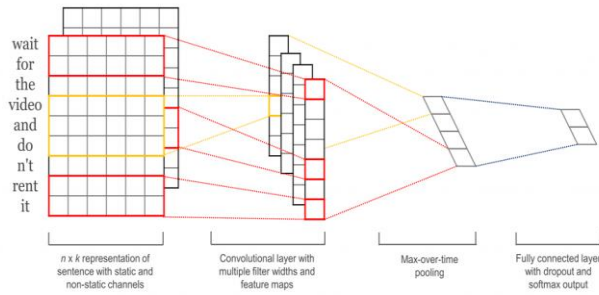 wait
for
the
video
and
do
n't
rent
it
n x k representation of
sentence with static and
non-static channels
Convolutional layer with
multiple filter widths and
feature maps
Max-over-time
pooling
Fully connected layer
with dropout and
softmax output